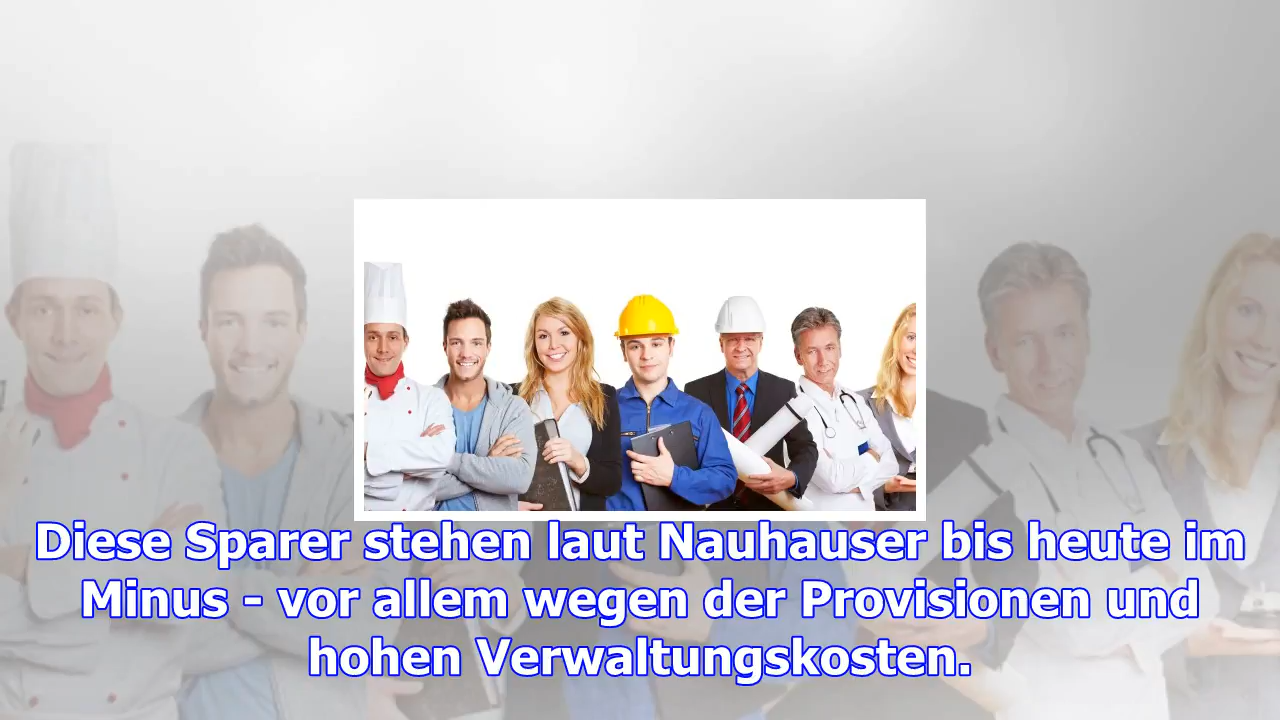 Diese Sparer stehen laut Nauhauser bis heute im
Minus - vor allem wegen der Provisionen und
hohen Verwaltungskosten.